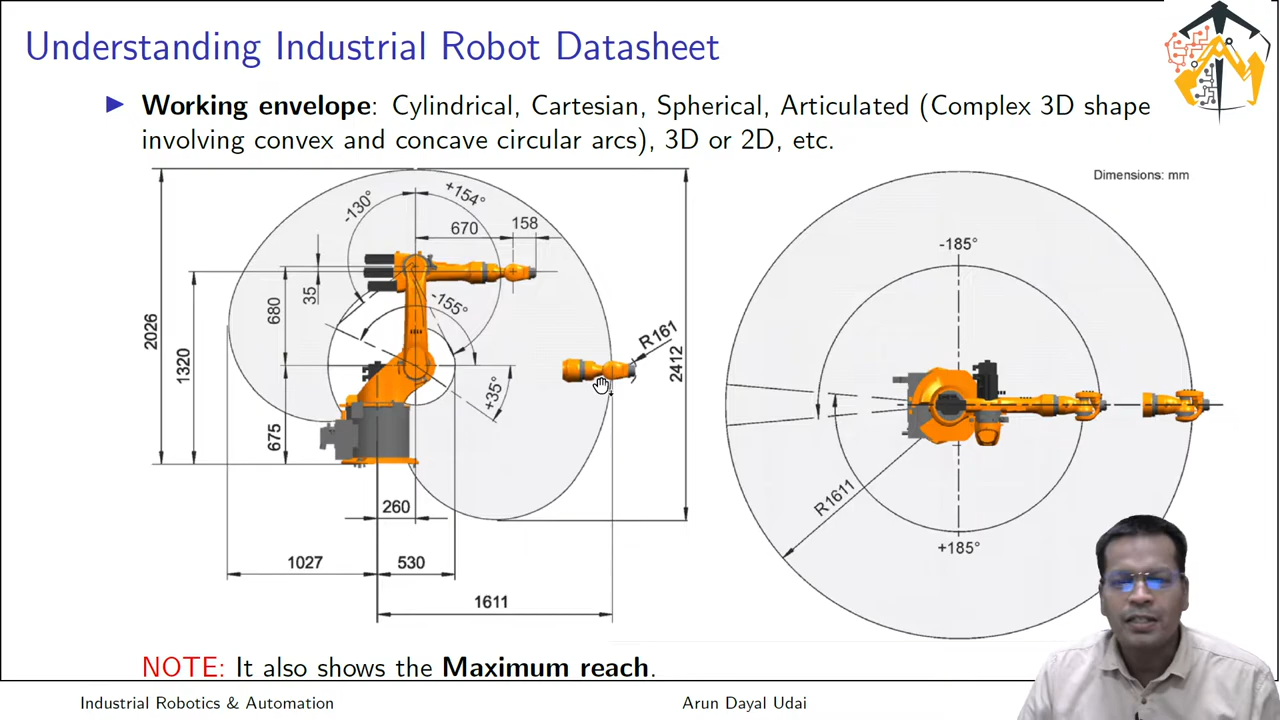 Understanding Industrial Robot Datasheet
▶ Working envelope: Cylindrical, Cartesian, Spherical, Articulated (Complex 3D shape
involving convex and concave circular arcs), 3D or 2D, etc.
Dimensions: mm
-130°
+154°
670
158
-185°
35
680
-155°
2026
1320
R161
2412
+35°
675
R1611
260
+185°
1027
530
1611
NOTE: It also shows the Maximum reach.
Industrial Robotics & Automation
Arun Dayal Udai